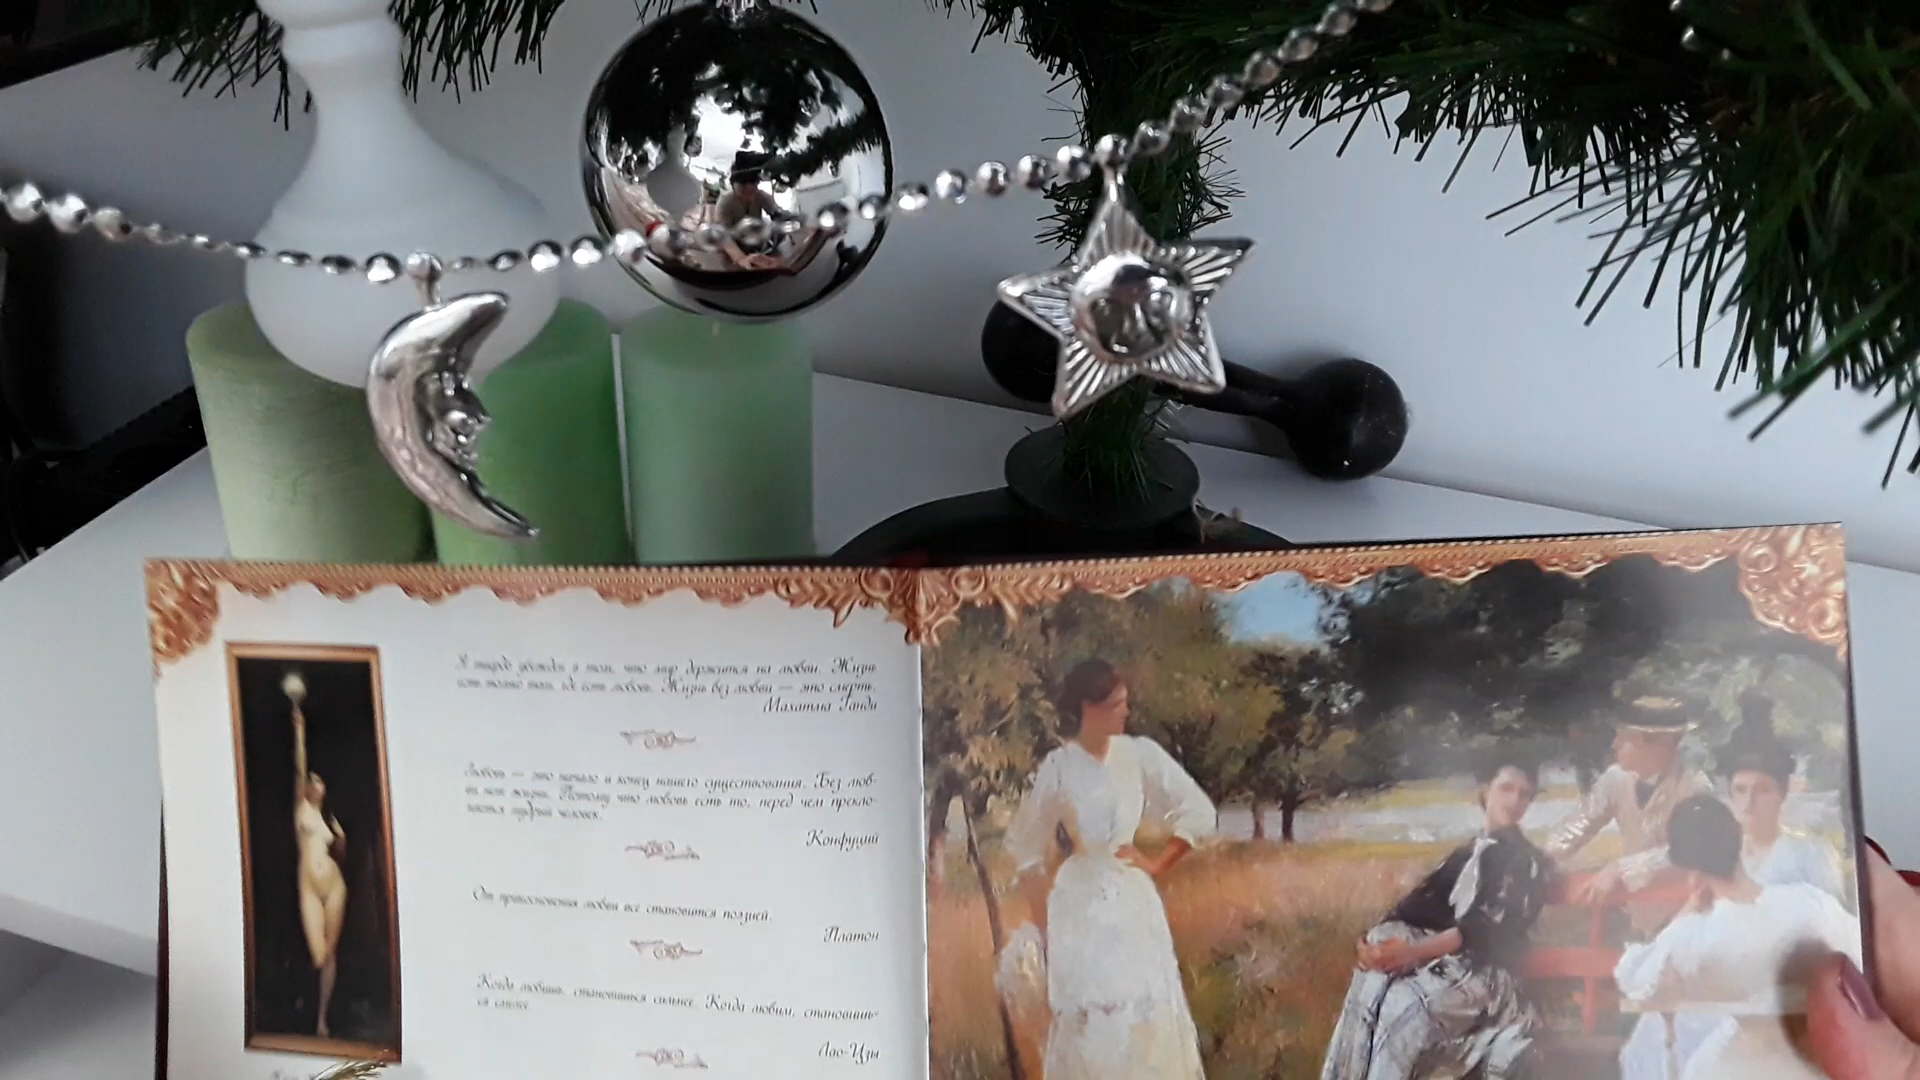 Я твердо убежден в том, что мир держится на любви. Жизнь
есть только там, где есть любовь. Жизнь без любви — это смерть.
Махатма Ганди
Любовь — это начало и конец нашего существования. Без люб-
ви нет жизни. Потому что любовь есть то, перед чем прекло-
няется мудрый человек.
Конфуций
От прикосновения любви все становится поэзией.
Платон
Когда любишь, становишься сильнее. Когда любим, становишь-
ся смелее.
Лао-Цзы